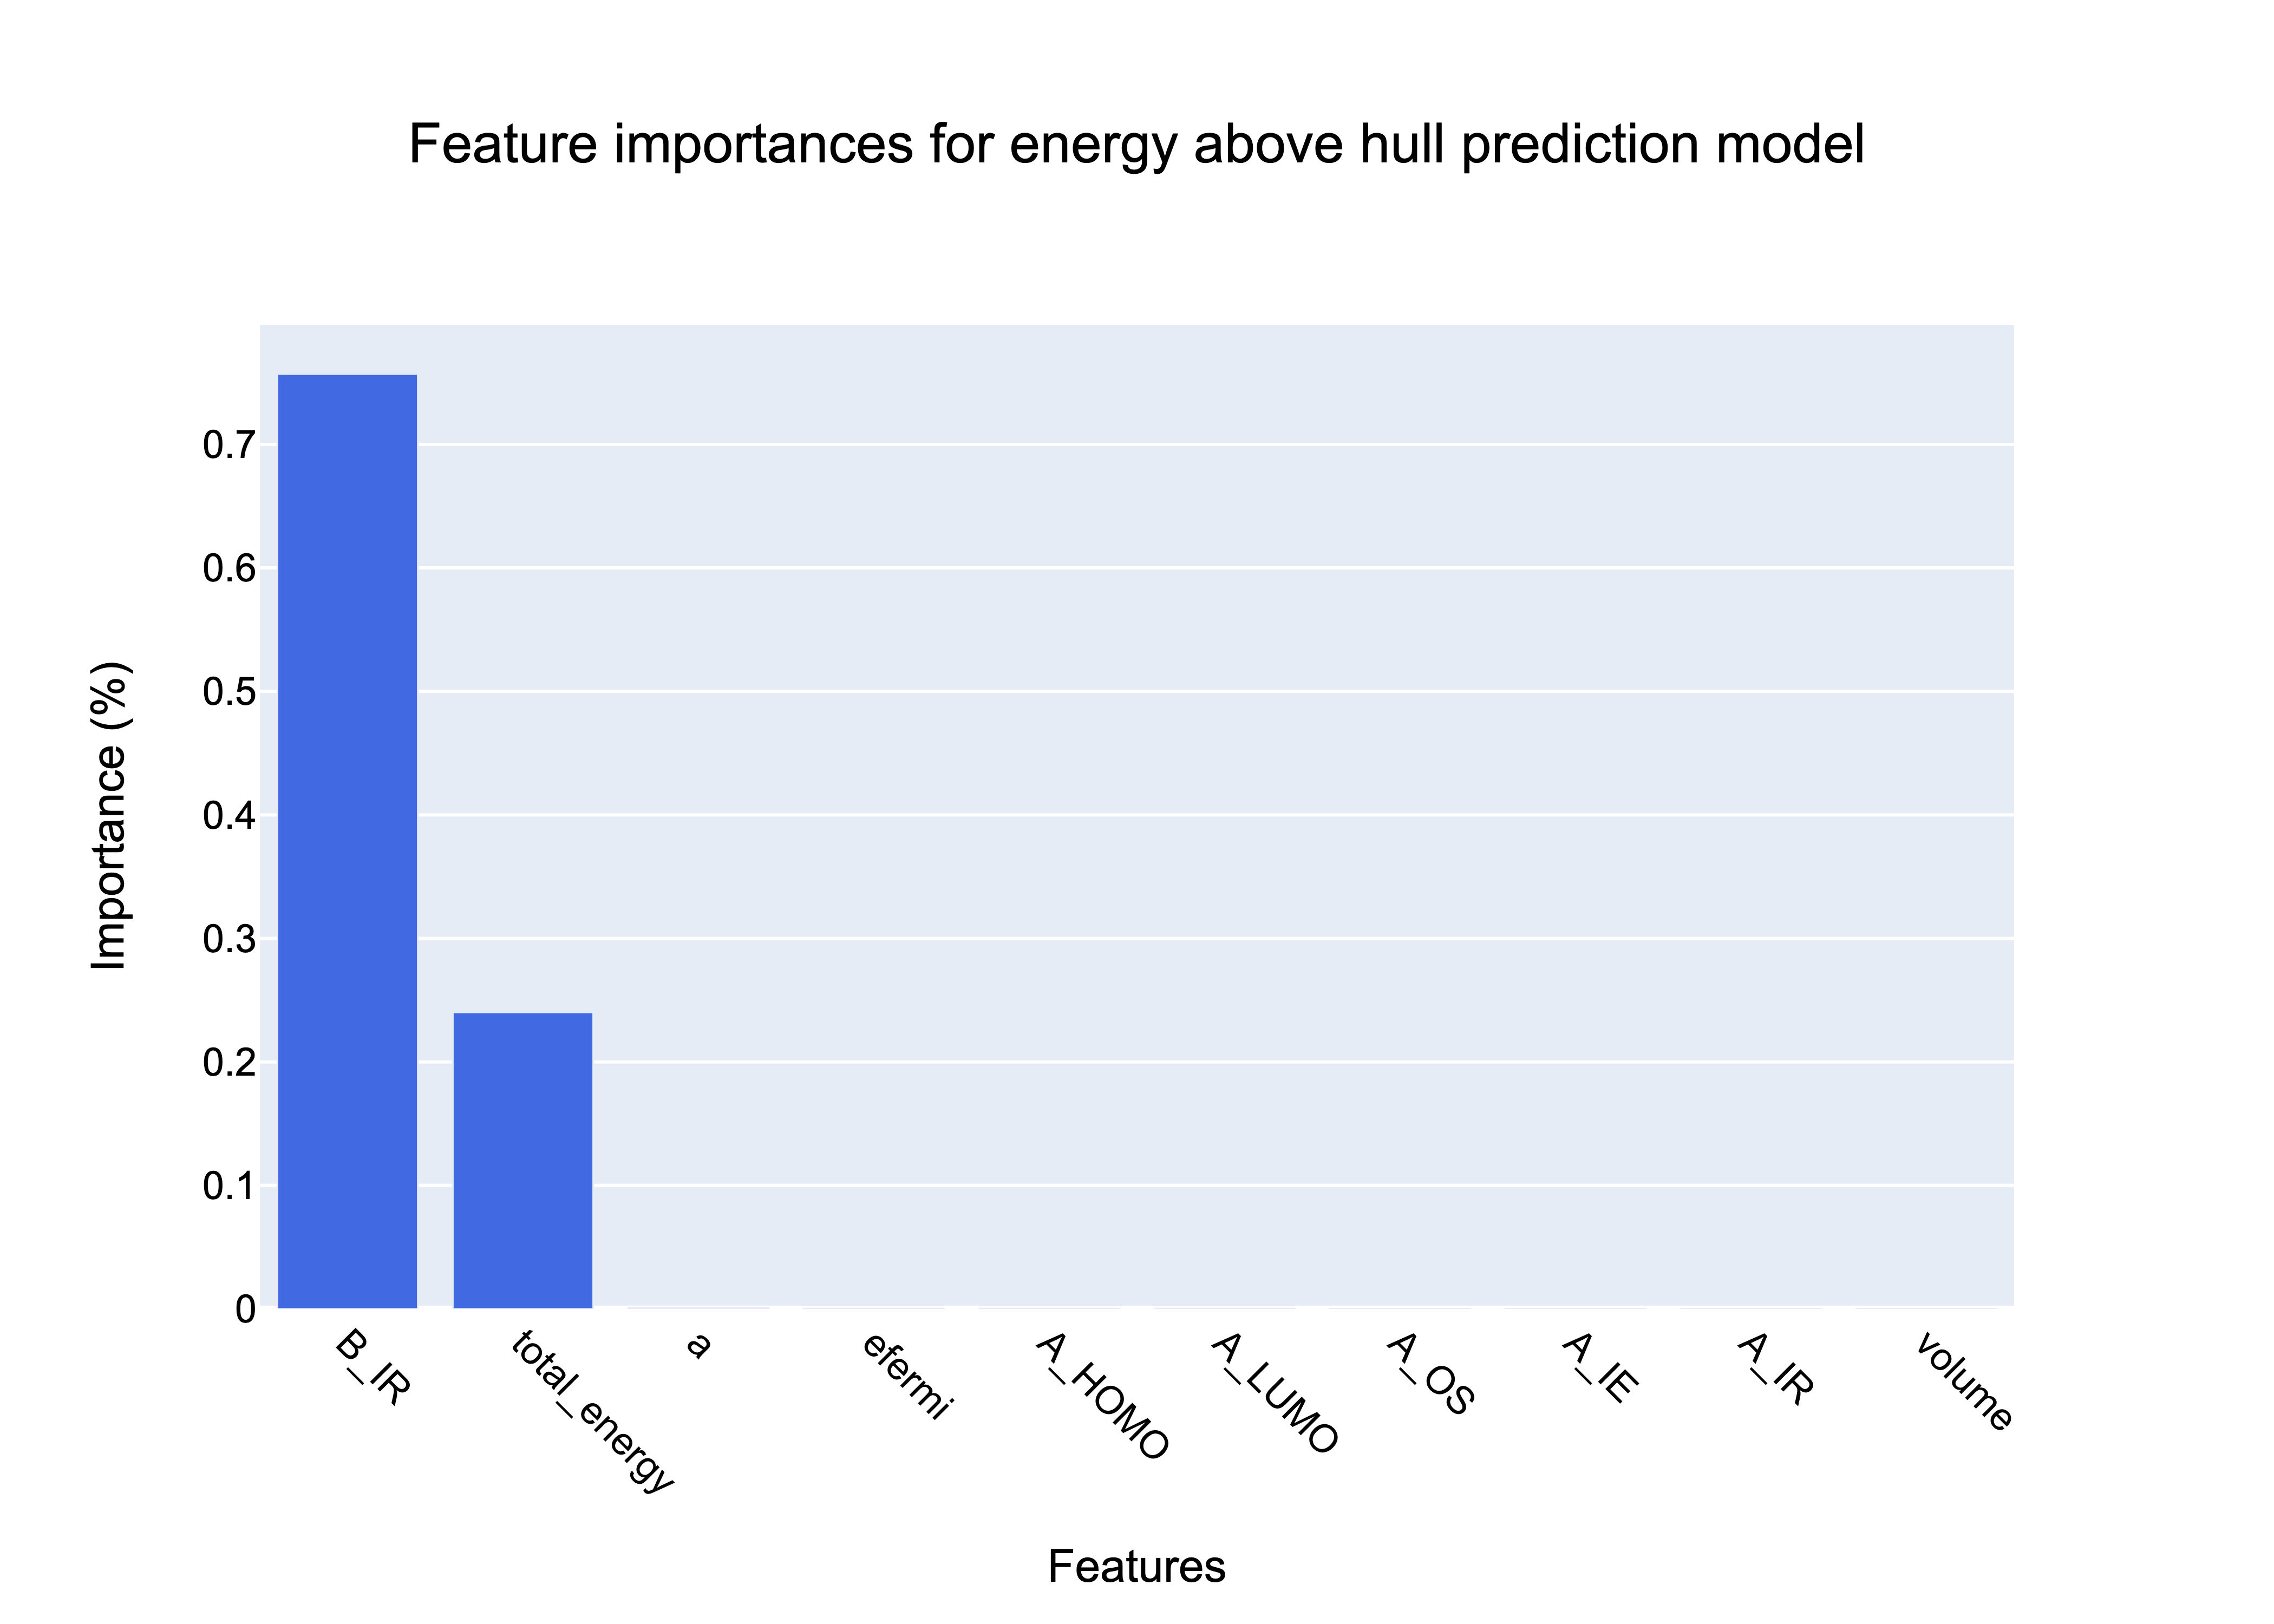 Feature importances for energy above hull prediction model
Importance (%)
0.7
0.6
0.5
0.4
0.3
0.2
0.1
0
B_IR
total_energy
a
efermi
A_HOMO
A_LUMO
A_OS
A_IE
A_IR
volume
Features